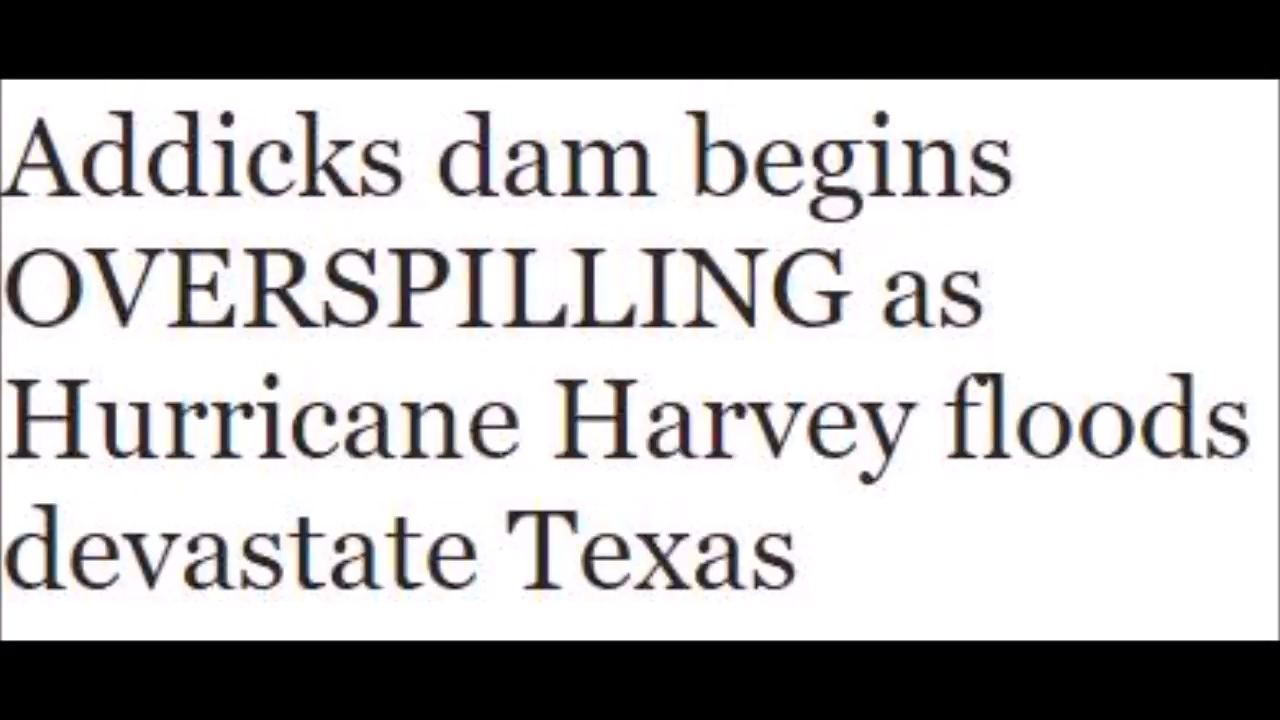 Addicks dam begins
OVERSPILLING as
Hurricane Harvey floods
devastate Texas